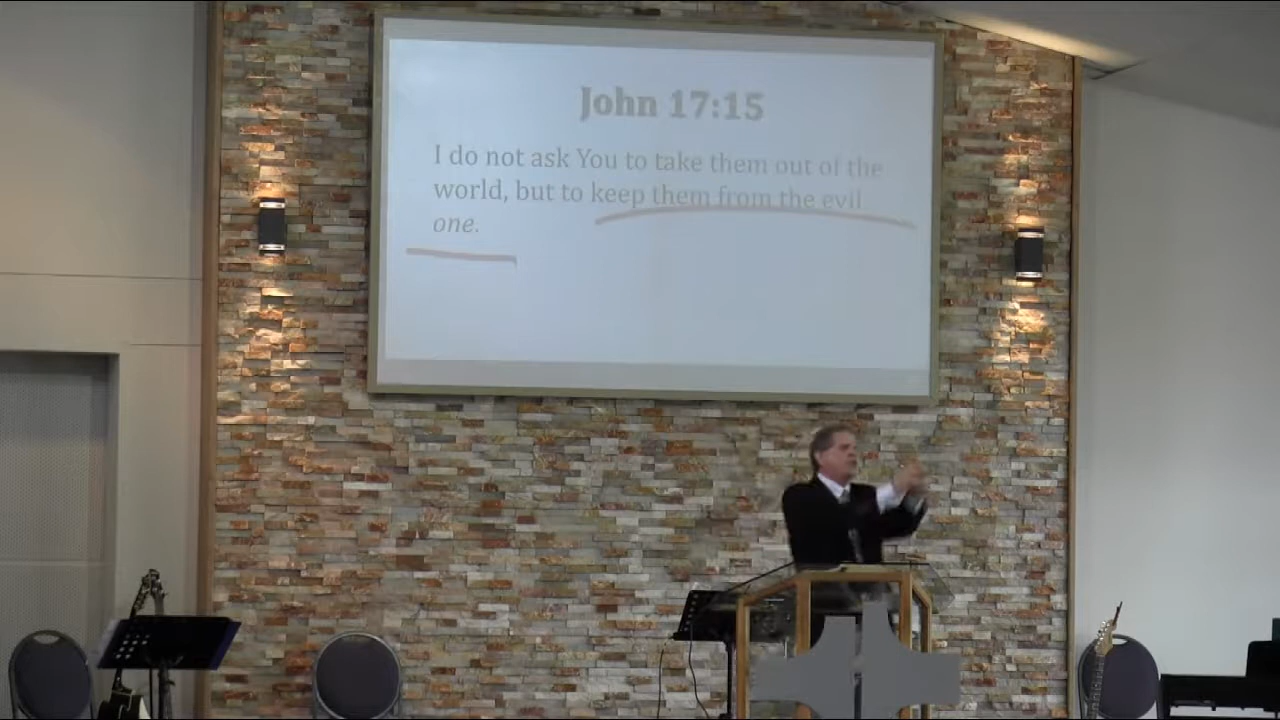 John 17:15
I do not ask You to take them out of the
world, but to keep them from the evil
one.